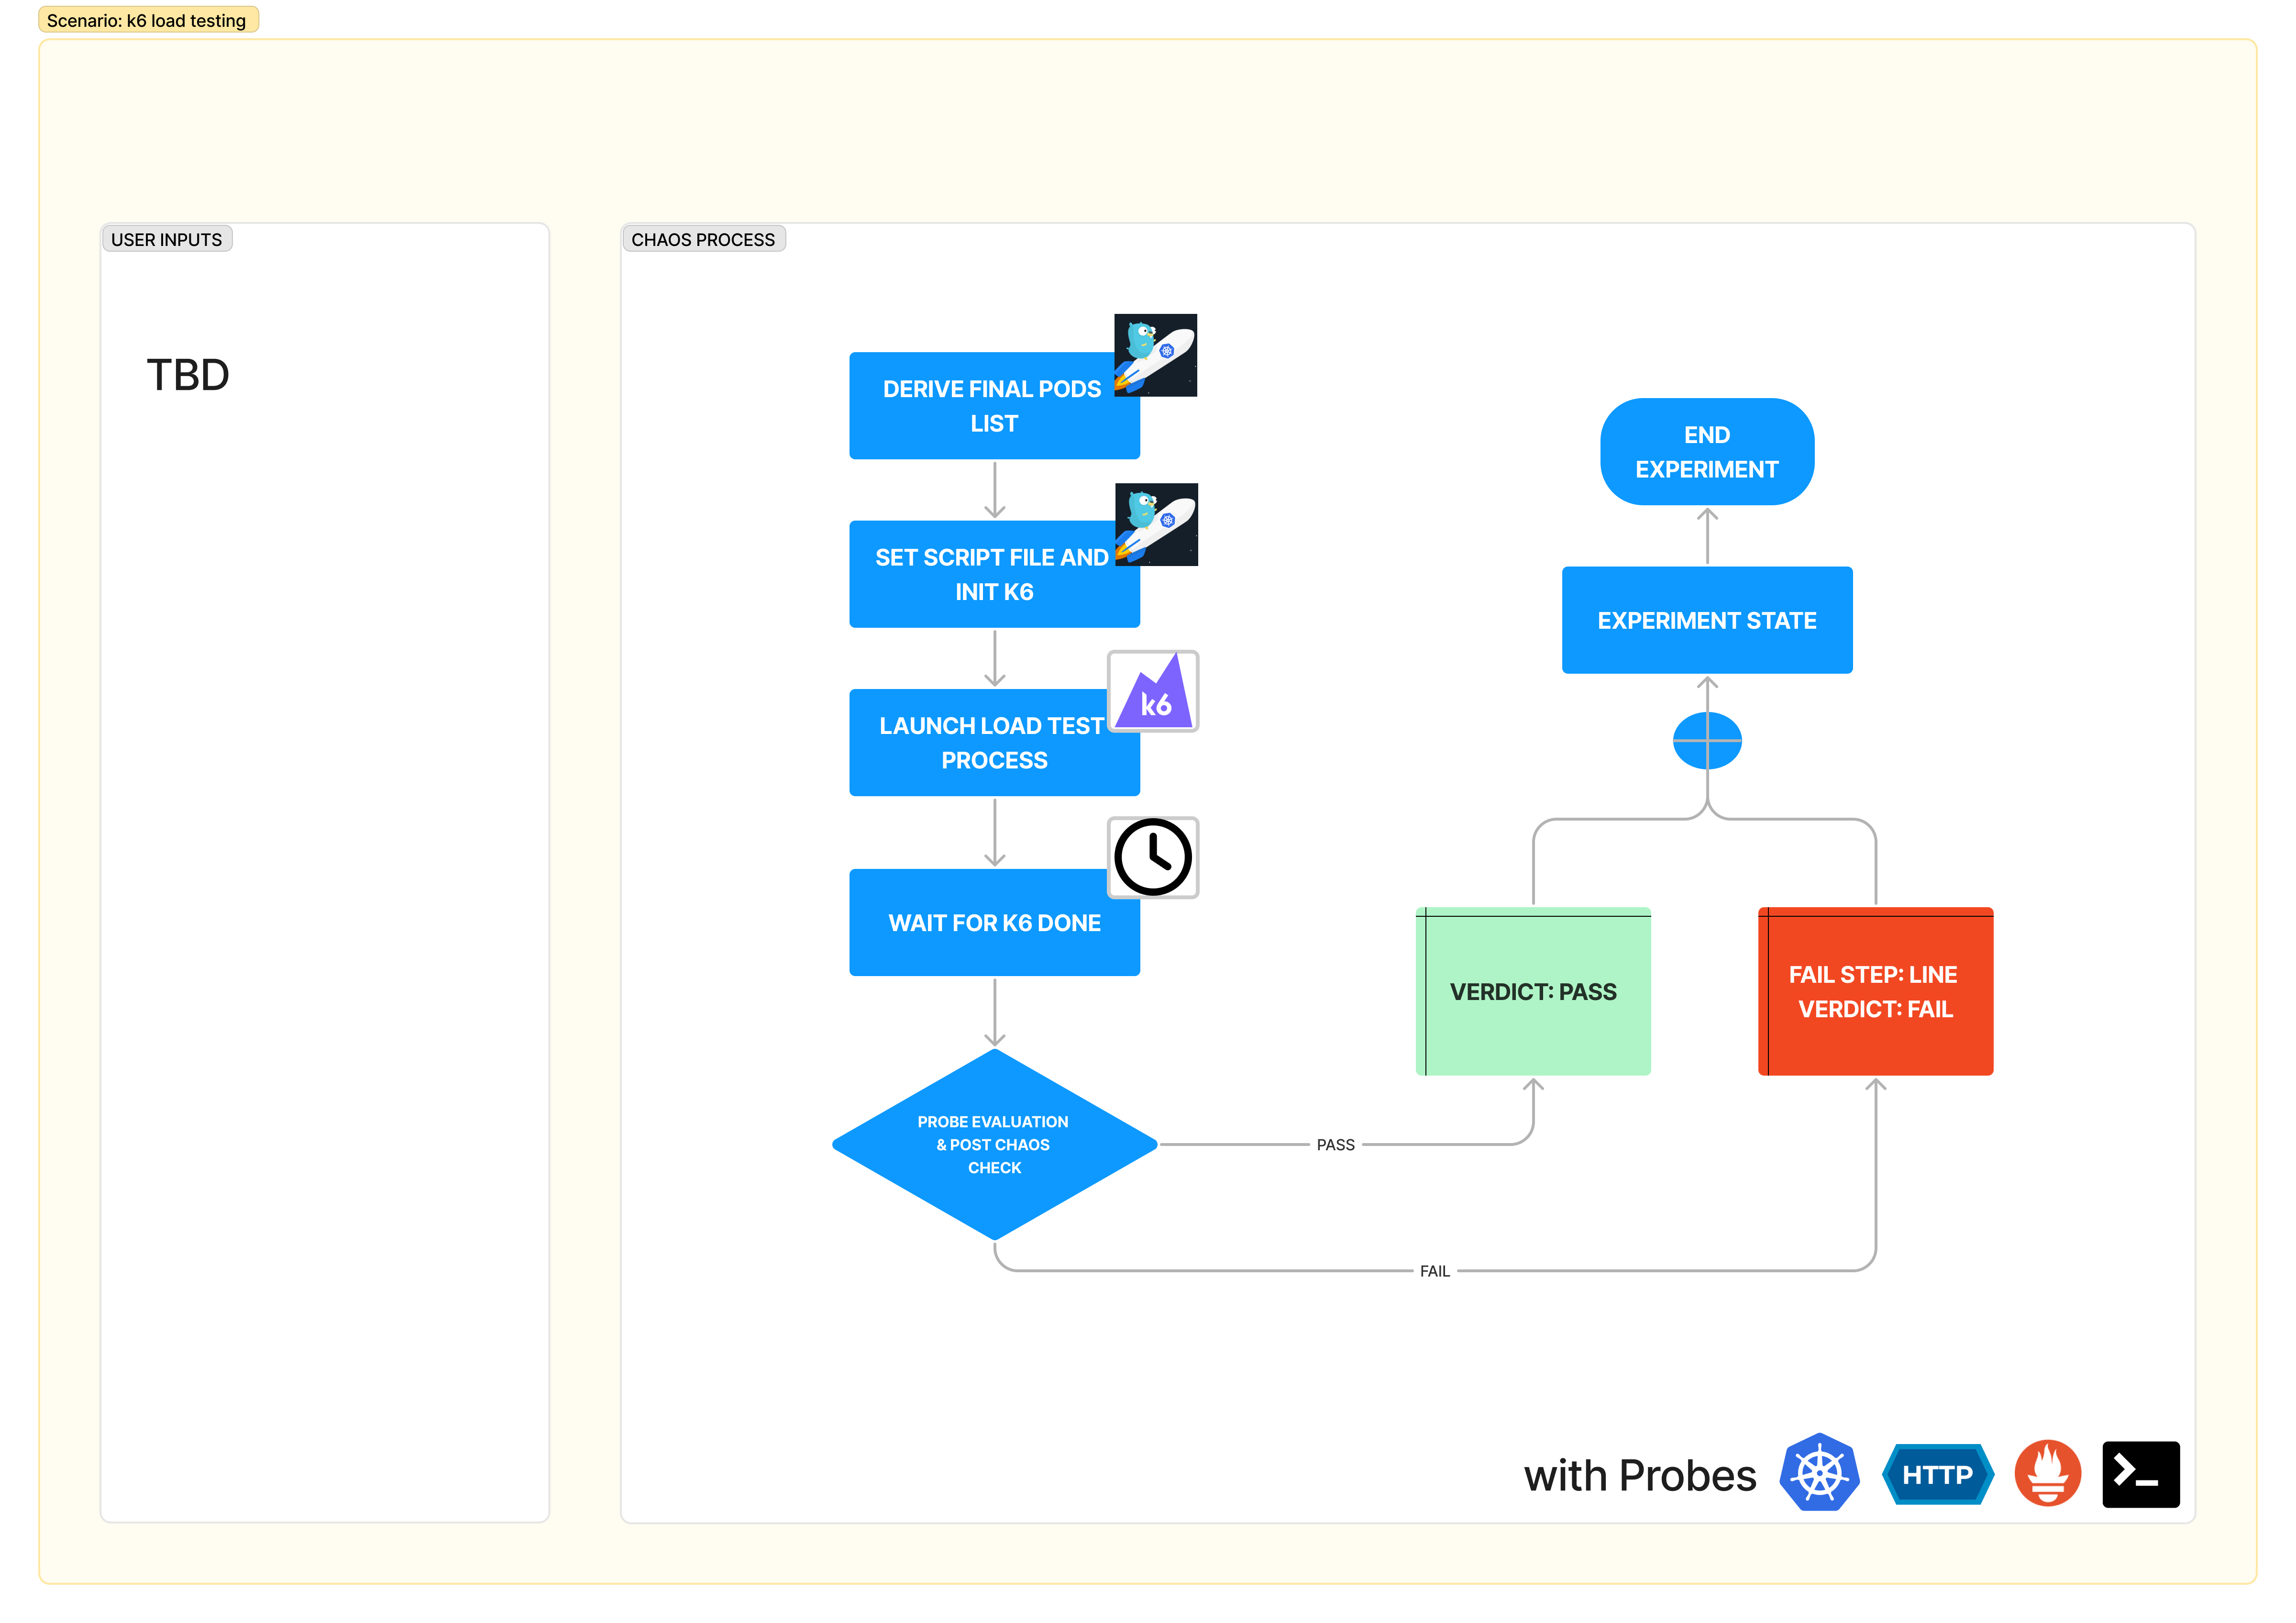 Scenario: k6 load testing
USER INPUTS
TBD
CHAOS PROCESS
DERIVE FINAL PODS
LIST
SET SCRIPT FILE AND
INIT K6
k6
LAUNCH LOAD TEST
PROCESS
WAIT FOR K6 DONE
PROBE EVALUATION
& POST CHAOS
CHECK
PASS
FAIL
END
EXPERIMENT
EXPERIMENT STATE
VERDICT: PASS
FAIL STEP: LINE
VERDICT: FAIL
with Probes
HTTP
>_